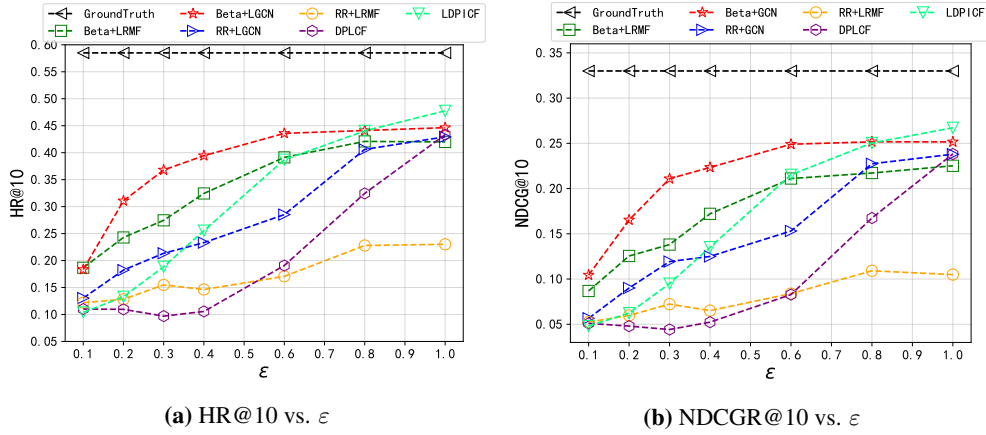 GroundTruth Beta+LGCN RR+LRMF LDPICF
Beta+LRMF RR+LGCN DPLCF
0.60
0.55
0.50
0.45
0.40
0.35
0.30
0.25
0.20
0.15
0.10
0.05
HR@10
0.1 0.2 0.3 0.4 0.5 0.6 0.7 0.8 0.9 1.0
ε
(a) HR@10 vs. ε
GroundTruth Beta+GCN RR+LRMF LDPICF
Beta+LRMF RR+GCN DPLCF
0.35
0.30
0.25
0.20
0.15
0.10
0.05
NDCG@10
0.1 0.2 0.3 0.4 0.5 0.6 0.7 0.8 0.9 1.0
ε
(b) NDCGR@10 vs. ε